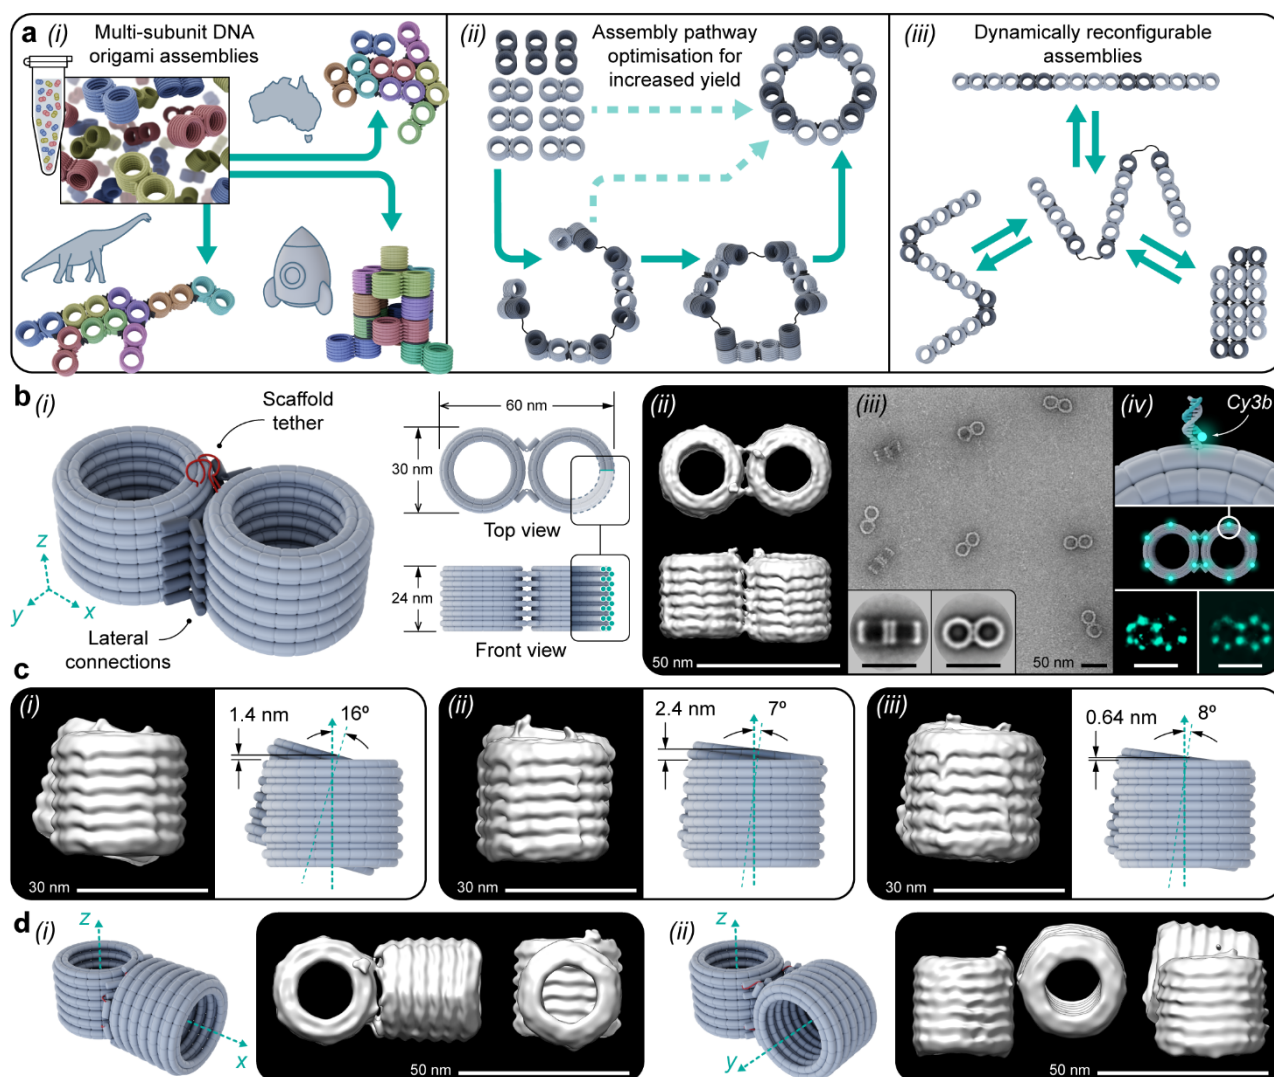 a
(i)
Multi-subunit DNA
origami assemblies
(ii)
Assembly pathway
optimisation for
increased yield
(iii)
Dynamically reconfigurable
assemblies
b
(i)
Scaffold
tether
z
y
x
Lateral
connections
60 nm
30 nm
Top view
24 nm
Front view
(ii)
50 nm
(iii)
50 nm
(iv)
Cy3b
c
(i)
30 nm
1.4 nm
16º
(ii)
30 nm
2.4 nm
7º
(iii)
30 nm
0.64 nm
8º
d
(i)
z
x
50 nm
(ii)
z
y
50 nm